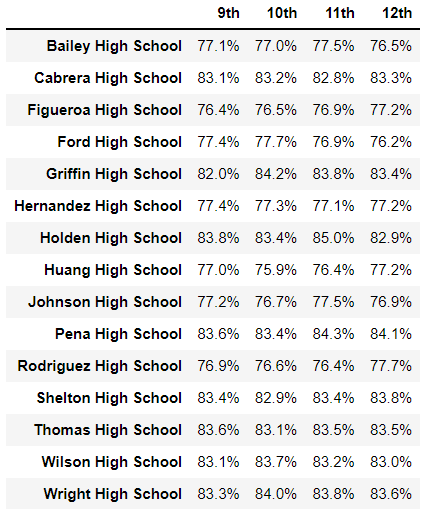 9th 10th 11th 12th
Bailey High School 77.1% 77.0% 77.5% 76.5%
Cabrera High School 83.1% 83.2% 82.8% 83.3%
Figueroa High School 76.4% 76.5% 76.9% 77.2%
Ford High School 77.4% 77.7% 76.9% 76.2%
Griffin High School 82.0% 84.2% 83.8% 83.4%
Hernandez High School 77.4% 77.3% 77.1% 77.2%
Holden High School 83.8% 83.4% 85.0% 82.9%
Huang High School 77.0% 75.9% 76.4% 77.2%
Johnson High School 77.2% 76.7% 77.5% 76.9%
Pena High School 83.6% 83.4% 84.3% 84.1%
Rodriguez High School 76.9% 76.6% 76.4% 77.7%
Shelton High School 83.4% 82.9% 83.4% 83.8%
Thomas High School 83.6% 83.1% 83.5% 83.5%
Wilson High School 83.1% 83.7% 83.2% 83.0%
Wright High School 83.3% 84.0% 83.8% 83.6%